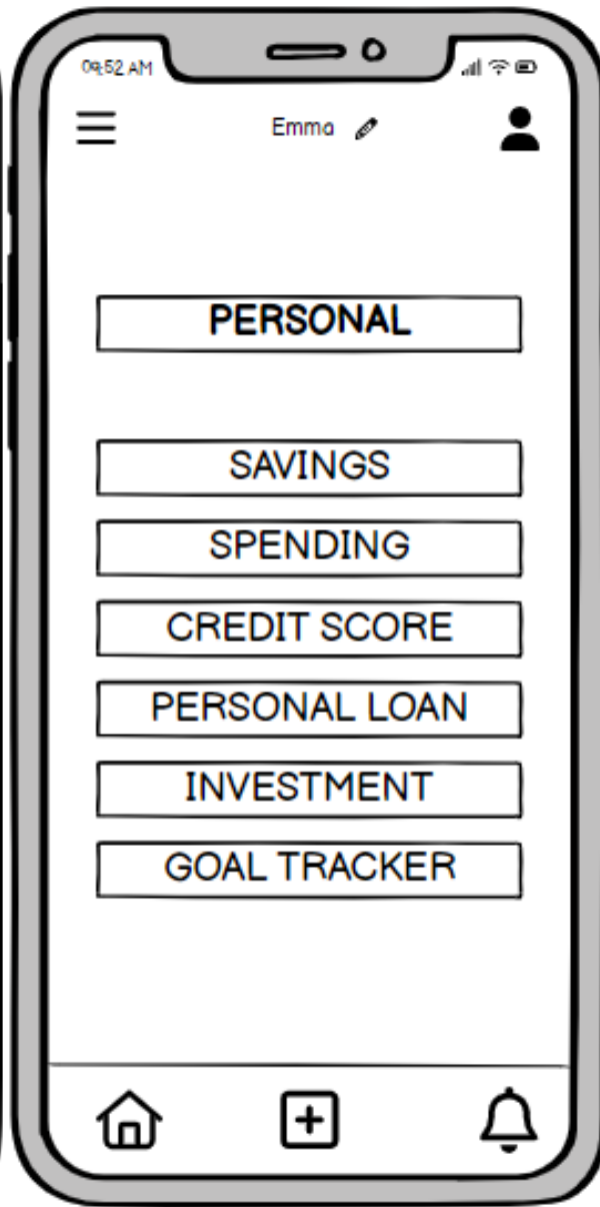 09:52 AM
Emma
PERSONAL
SAVINGS
SPENDING
CREDIT SCORE
PERSONAL LOAN
INVESTMENT
GOAL TRACKER